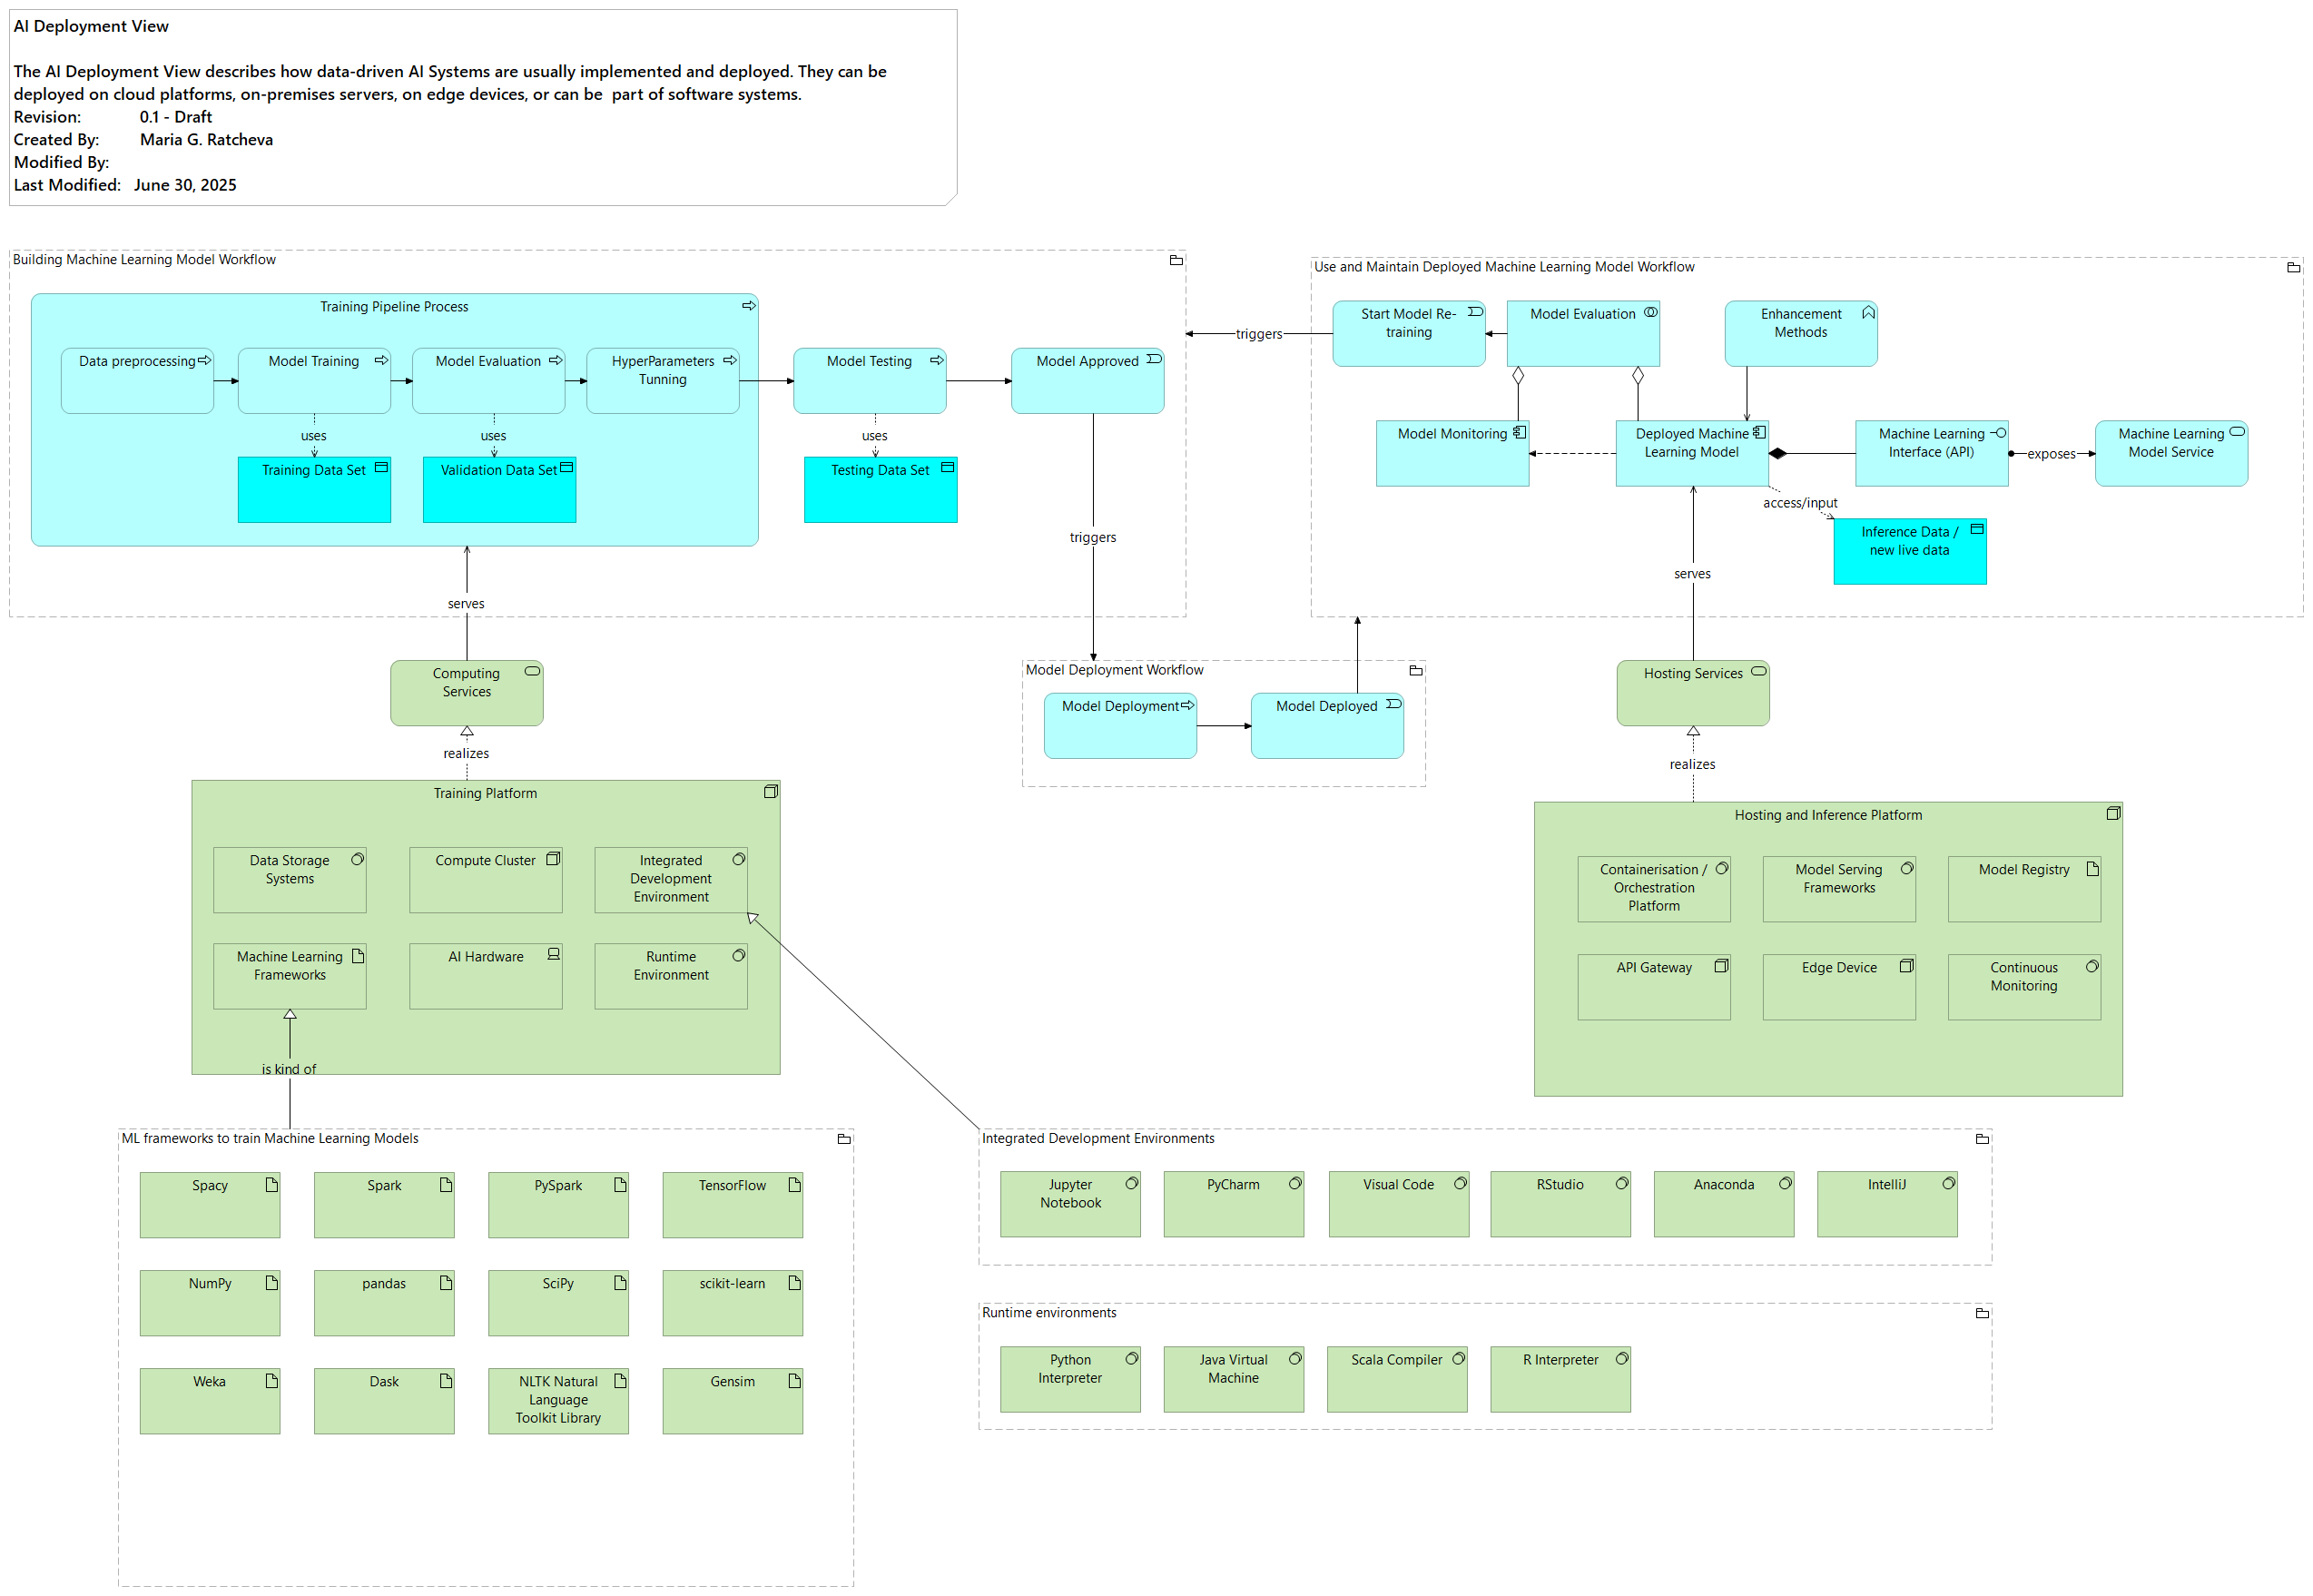 AI Deployment View
The AI Deployment View describes how data-driven AI Systems are usually implemented and deployed. They can be
deployed on cloud platforms, on-premises servers, on edge devices, or can be  part of software systems.
Revision: 0.1 - Draft
Created By: Maria G. Ratcheva
Modified By:
Last Modified: June 30, 2025
Building Machine Learning Model Workflow
Training Pipeline Process
Data preprocessing
Model Training
Model Evaluation
HyperParameters
Tunning
Model Testing
Model Approved
uses
uses
uses
Training Data Set
Validation Data Set
Testing Data Set
triggers
serves
triggers
Use and Maintain Deployed Machine Learning Model Workflow
Start Model Re-
training
Model Evaluation
Enhancement
Methods
Model Monitoring
Deployed Machine
Learning Model
Machine Learning
Interface (API)
exposes
Machine Learning
Model Service
access/input
Inference Data /
new live data
serves
Computing
Services
realizes
Model Deployment Workflow
Model Deployment
Model Deployed
Hosting Services
realizes
Training Platform
Data Storage
Systems
Compute Cluster
Integrated
Development
Environment
Machine Learning
Frameworks
AI Hardware
Runtime
Environment
is kind of
Hosting and Inference Platform
Containerisation /
Orchestration
Platform
Model Serving
Frameworks
Model Registry
API Gateway
Edge Device
Continuous
Monitoring
ML frameworks to train Machine Learning Models
Spacy
Spark
PySpark
TensorFlow
NumPy
pandas
SciPy
scikit-learn
Weka
Dask
NLTK Natural
Language
Toolkit Library
Gensim
Integrated Development Environments
Jupyter
Notebook
PyCharm
Visual Code
RStudio
Anaconda
IntelliJ
Runtime environments
Python
Interpreter
Java Virtual
Machine
Scala Compiler
R Interpreter